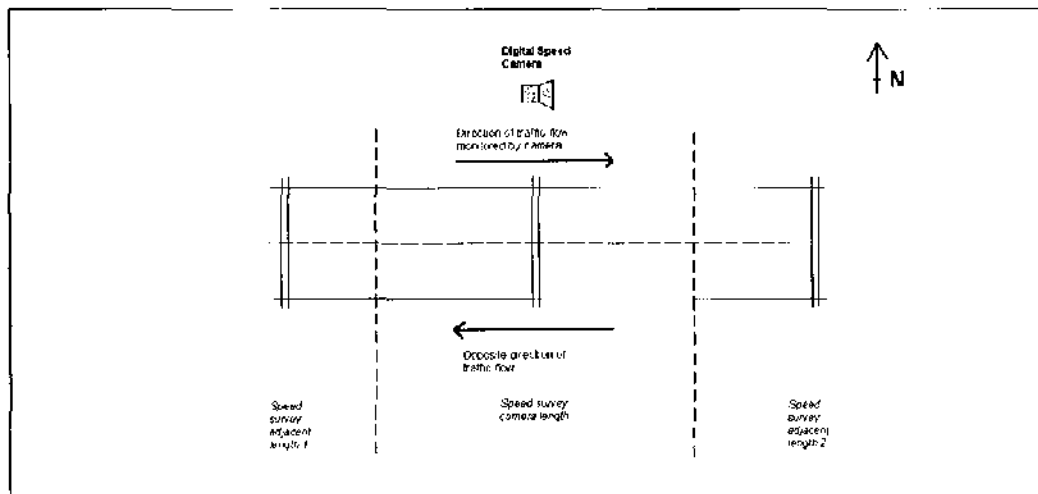 Digital Speed
Camera
N
Direction of traffic flow
monitored by camera
Opposite direction of
traffic flow
Speed
survey
adjacent
length 1
Speed survey
camera length
Speed
survey
adjacent
length 2